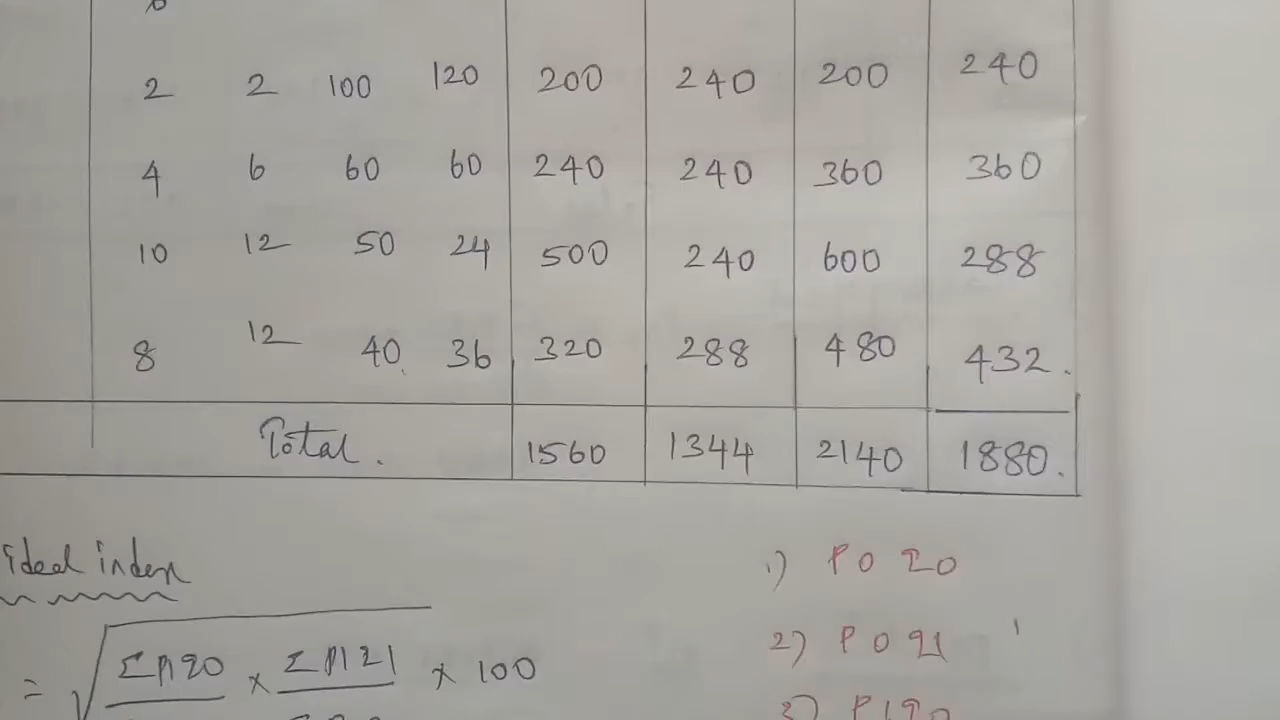 2 2 100 120 200 240 200 240
4 6 60 60 240 240 360 360
10 12 50 24 500 240 600 288
8 12 40 36 320 288 480 432.
Total. 1560 1344 2140 1880.
ideal index
1) P0 q0
2) P0 q1
3) P1q0
= √ ΣP1q0 × ΣP1q1 × 100